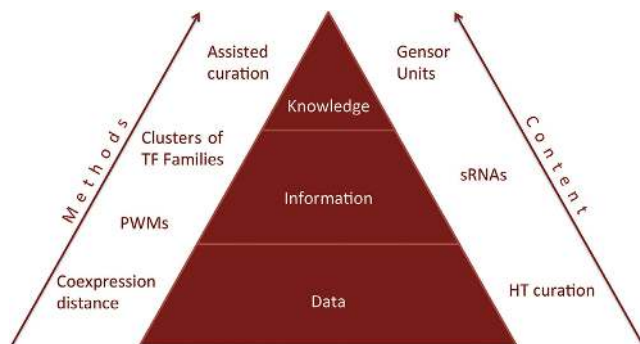 Assisted
curation
Gensor
Units
Knowledge
Methods
Content
Clusters of
TF Families
sRNAs
Information
PWMs
Coexpression
distance
HT curation
Data